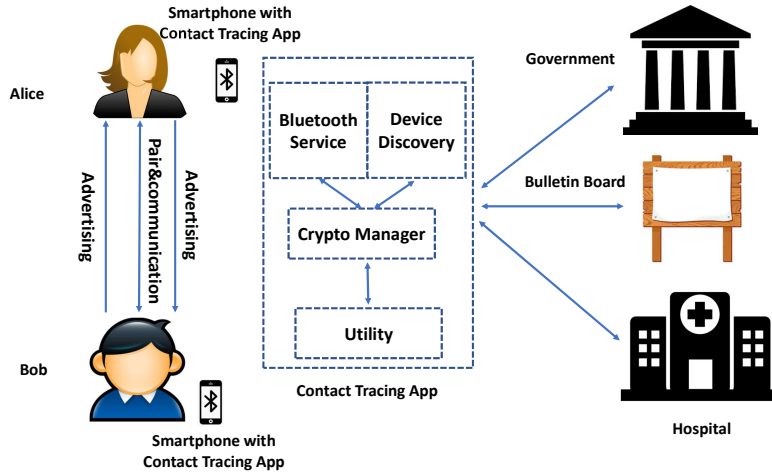 Smartphone with
Contact Tracing App
Alice
Advertising
Pair&communication
Advertising
Bob
Smartphone with
Contact Tracing App
Bluetooth
Service
Device
Discovery
Crypto Manager
Utility
Contact Tracing App
Government
Bulletin Board
Hospital